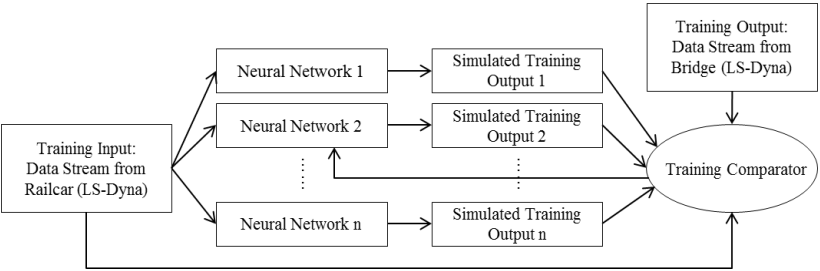 Training Input:
Data Stream from
Railcar (LS-Dyna)
Neural Network 1
Neural Network 2
Neural Network n
Simulated Training
Output 1
Simulated Training
Output 2
Simulated Training
Output n
Training Output:
Data Stream from
Bridge (LS-Dyna)
Training Comparator